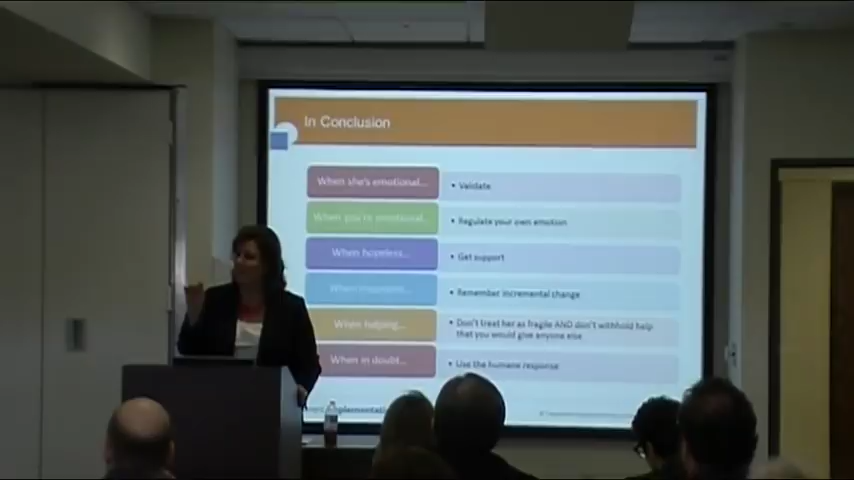 In Conclusion
When she's emotional...
• Validate
When you're emotional...
• Regulate your own emotion
When hopeless...
• Get support
When
• Remember incremental change
When helping...
• Don't treat her as fragile AND don't withhold help
that you would give anyone else
When in doubt...
• Use the humane response